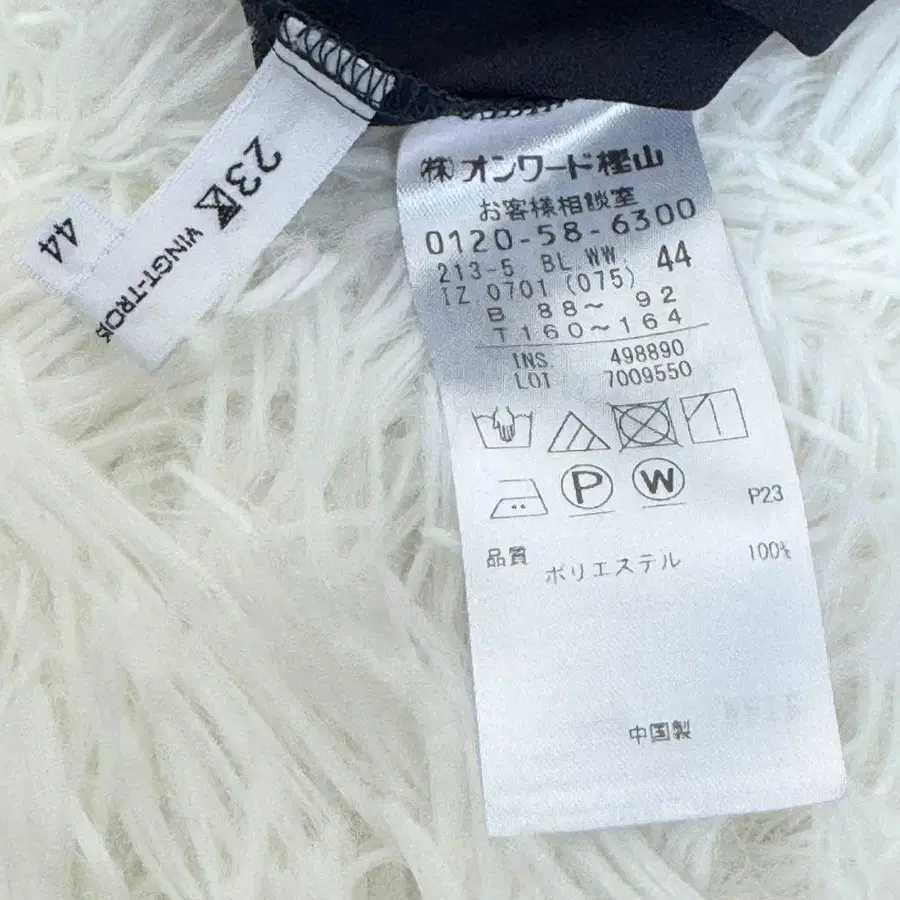 23区
VINGT-TROIS
44
(株)オンワード樫山
お客様相談室
0120-58-6300
213-5 BL WW 44
IZ 0701 (075)
B 88〜 92
T160〜164
INS. 498890
LOT 7009550
P W P23
品質 ポリエステル 100%
中国製